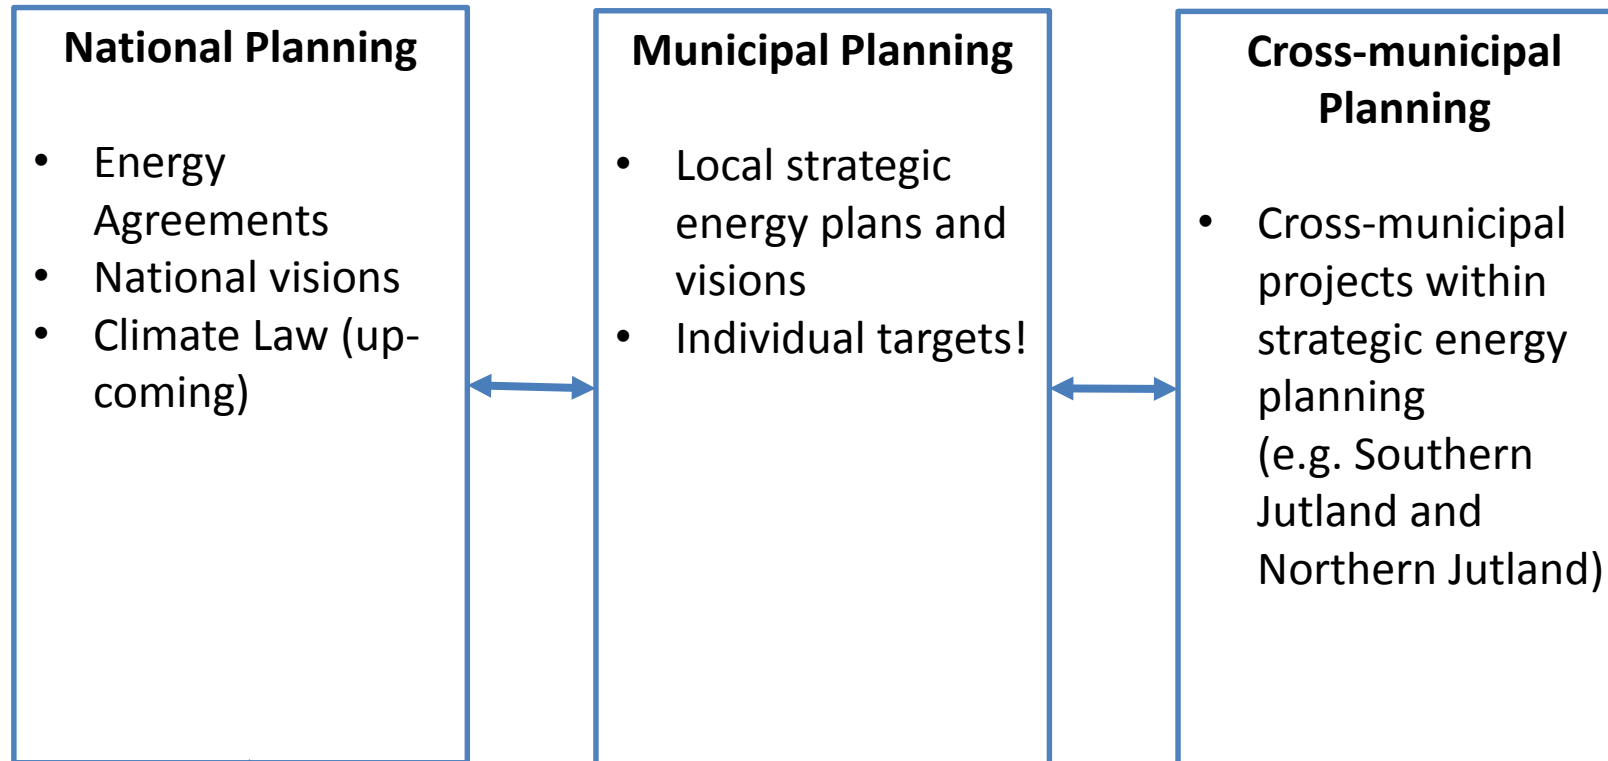 National Planning
• Energy
Agreements
• National visions
• Climate Law (up-
coming)
Municipal Planning
• Local strategic
energy plans and
visions
• Individual targets!
Cross-municipal
Planning
• Cross-municipal
projects within
strategic energy
planning
(e.g. Southern
Jutland and
Northern Jutland)